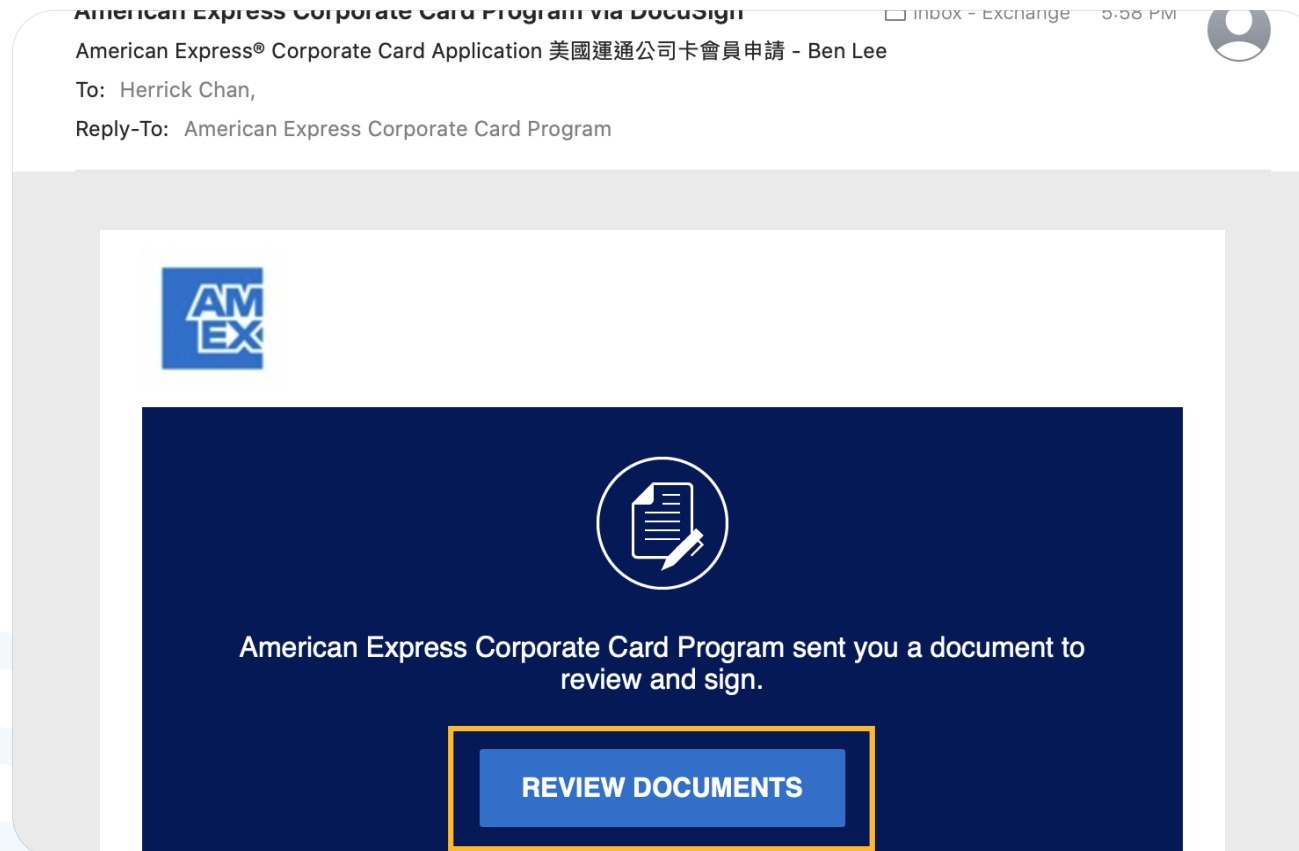 American Express Corporate Card Program via DocuSign
Inbox - Exchange 5:58 PM
American Express® Corporate Card Application 美國運通公司卡會員申請 - Ben Lee
To: Herrick Chan,
Reply-To: American Express Corporate Card Program
AM
EX
American Express Corporate Card Program sent you a document to
review and sign.
REVIEW DOCUMENTS